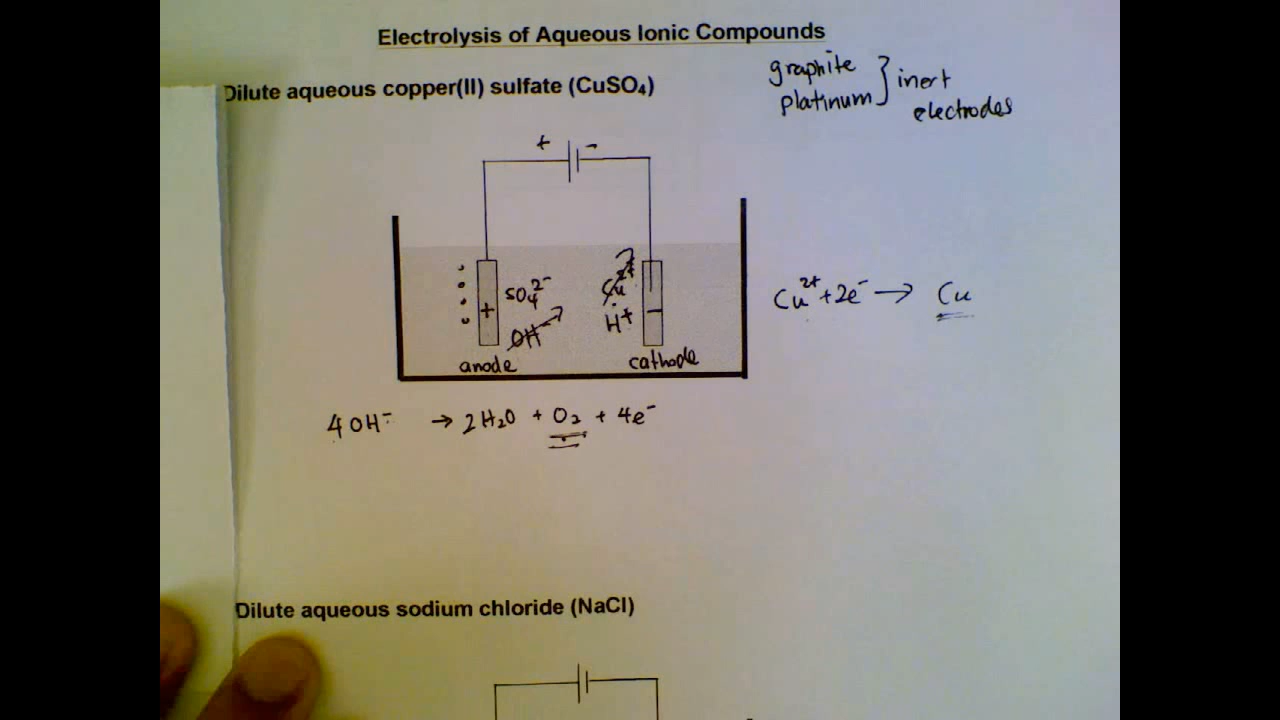 Electrolysis of Aqueous Ionic Compounds
Dilute aqueous copper(II) sulfate (CuSO₄)
graphite
platinum } inert
electrodes
+ -
SO₄²⁻ Cu²⁺
+ H⁺ -
OH⁻
anode cathode
Cu²⁺ + 2e⁻ → Cu
4OH⁻ → 2H₂O + O₂ + 4e⁻
Dilute aqueous sodium chloride (NaCl)